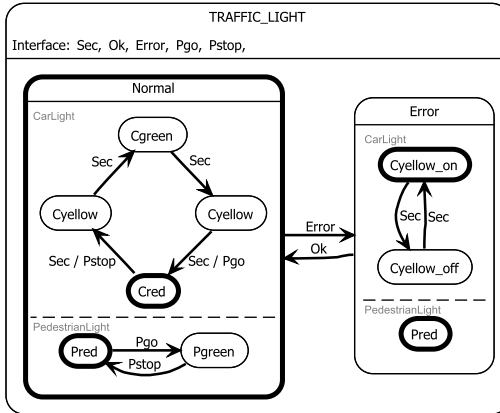 TRAFFIC_LIGHT
Interface: Sec, Ok, Error, Pgo, Pstop,
Normal
CarLight
Cgreen
Sec
Sec
Cyellow
Cyellow
Sec / Pstop
Sec / Pgo
Cred
PedestrianLight
Pred
Pgo
Pgreen
Pstop
Error
Ok
Error
CarLight
Cyellow_on
Sec
Sec
Cyellow_off
PedestrianLight
Pred